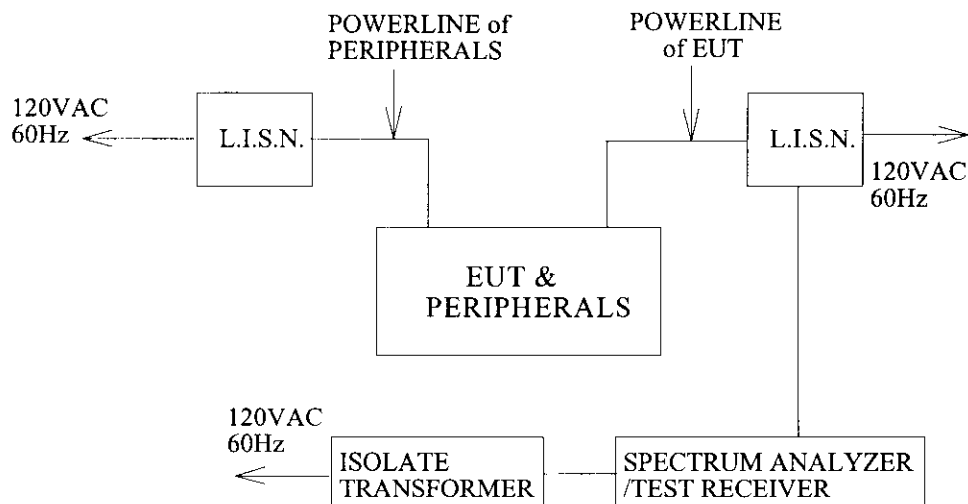 POWERLINE of
PERIPHERALS
POWERLINE
of EUT
120VAC
60Hz
L.I.S.N.
L.I.S.N.
120VAC
60Hz
EUT &
PERIPHERALS
120VAC
60Hz
ISOLATE
TRANSFORMER
SPECTRUM ANALYZER
/TEST RECEIVER